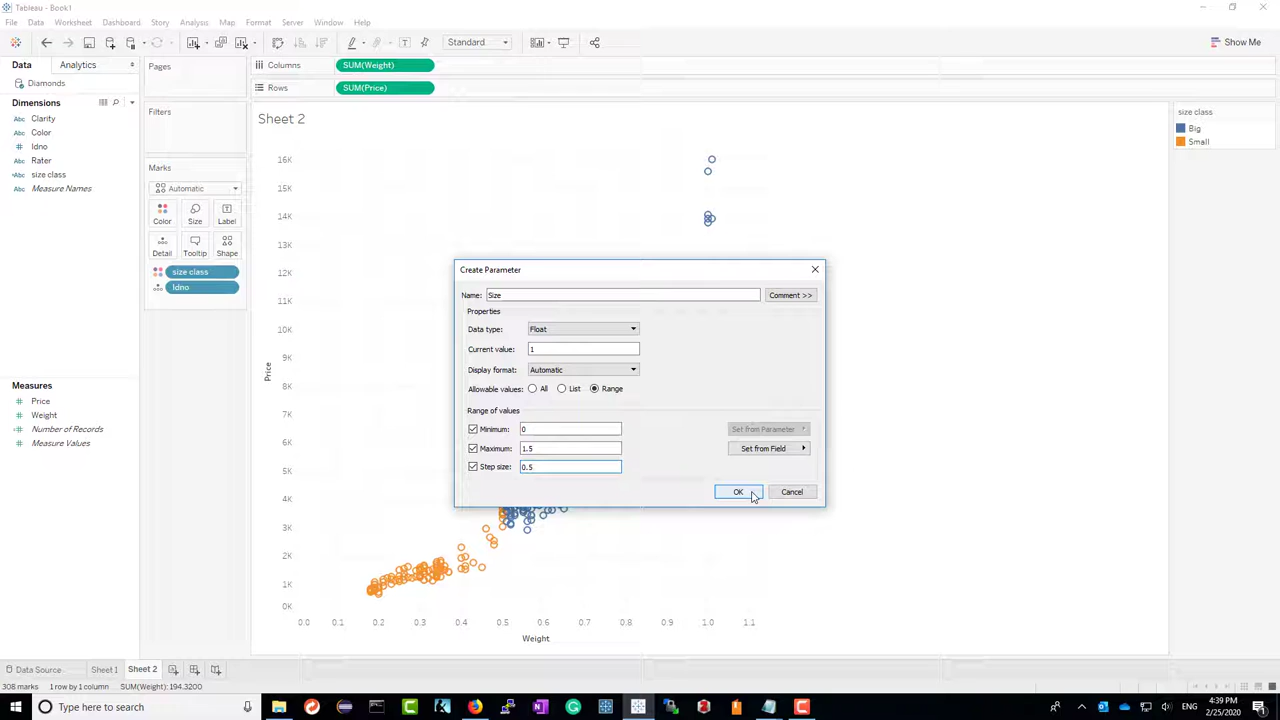 Tableau - Book1
File Data Worksheet Dashboard Story Analysis Map Format Server Window Help
Standard
Show Me
Data Analytics
Diamonds
Dimensions
Abc Clarity
Abc Color
# Idno
Abc Rater
Abc size class
Abc Measure Names
Measures
# Price
# Weight
# Number of Records
# Measure Values
Pages
Filters
Marks
Automatic
Color Size Label
Detail Tooltip Shape
size class
Idno
Columns SUM(Weight)
Rows SUM(Price)
Sheet 2
16K
15K
14K
13K
12K
11K
10K
9K
8K
7K
6K
5K
4K
3K
2K
1K
0K
Price
0.0 0.1 0.2 0.3 0.4 0.5 0.6 0.7 0.8 0.9 1.0 1.1
Weight
size class
Big
Small
Create Parameter
Name: Size Comment >>
Properties
Data type: Float
Current value: 1
Display format: Automatic
Allowable values: All List Range
Range of values
Minimum: 0 Set from Parameter
Maximum: 1.5 Set from Field
Step size: 0.5
OK Cancel
Data Source Sheet 1 Sheet 2
308 marks 1 row by 1 column SUM(Weight): 194.3200
Type here to search
ENG
4:39 PM
2/25/2020